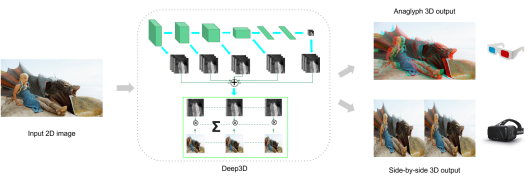 Anaglyph 3D output
Input 2D image
Σ
Deep3D
Side-by-side 3D output